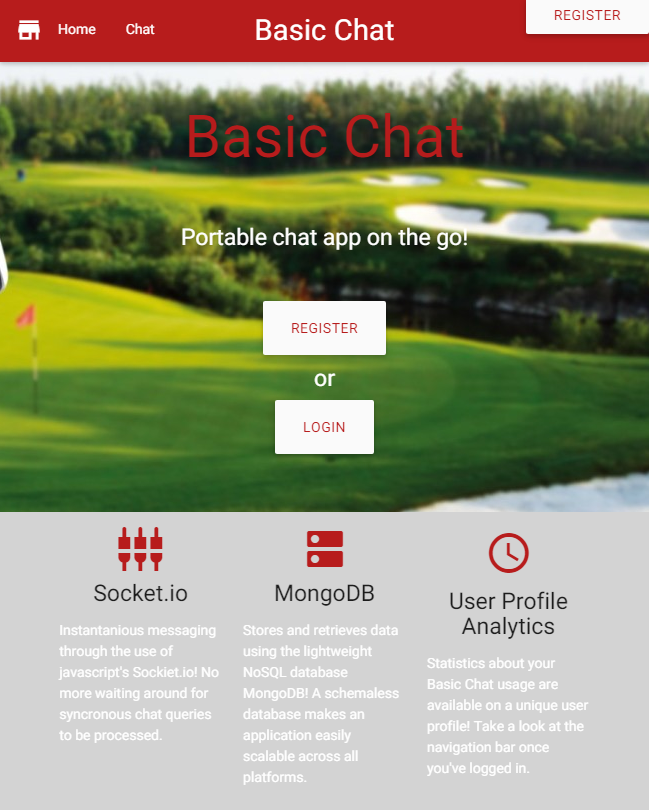 Home Chat Basic Chat REGISTER
Basic Chat
Portable chat app on the go!
REGISTER
or
LOGIN
Socket.io
Instantanious messaging
through the use of
javascript's Sockiet.io! No
more waiting around for
syncronous chat queries
to be processed.
MongoDB
Stores and retrieves data
using the lightweight
NoSQL database
MongoDB! A schemaless
database makes an
application easily
scalable across all
platforms.
User Profile
Analytics
Statistics about your
Basic Chat usage are
available on a unique user
profile! Take a look at the
navigation bar once
you've logged in.